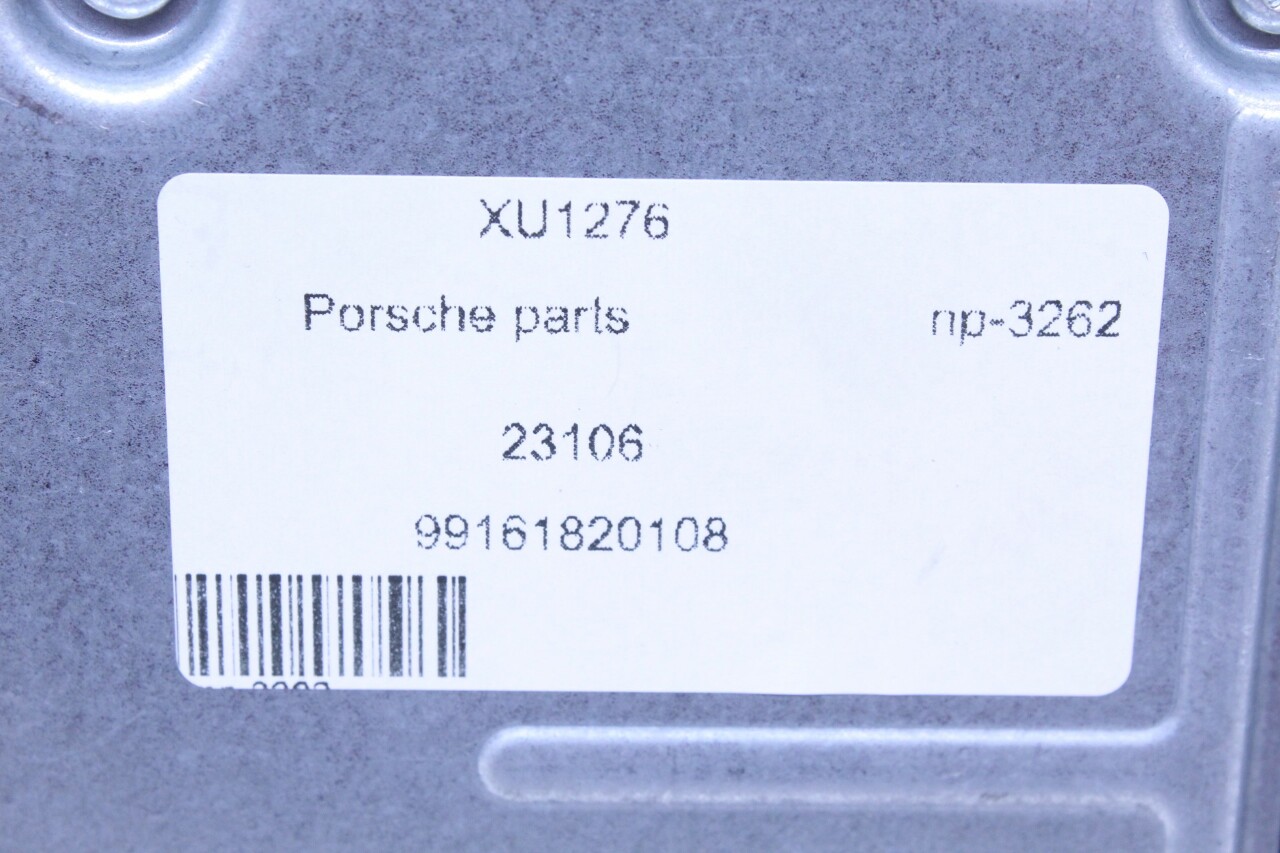 XU1276
Porsche parts np-3262
23106
99161820108